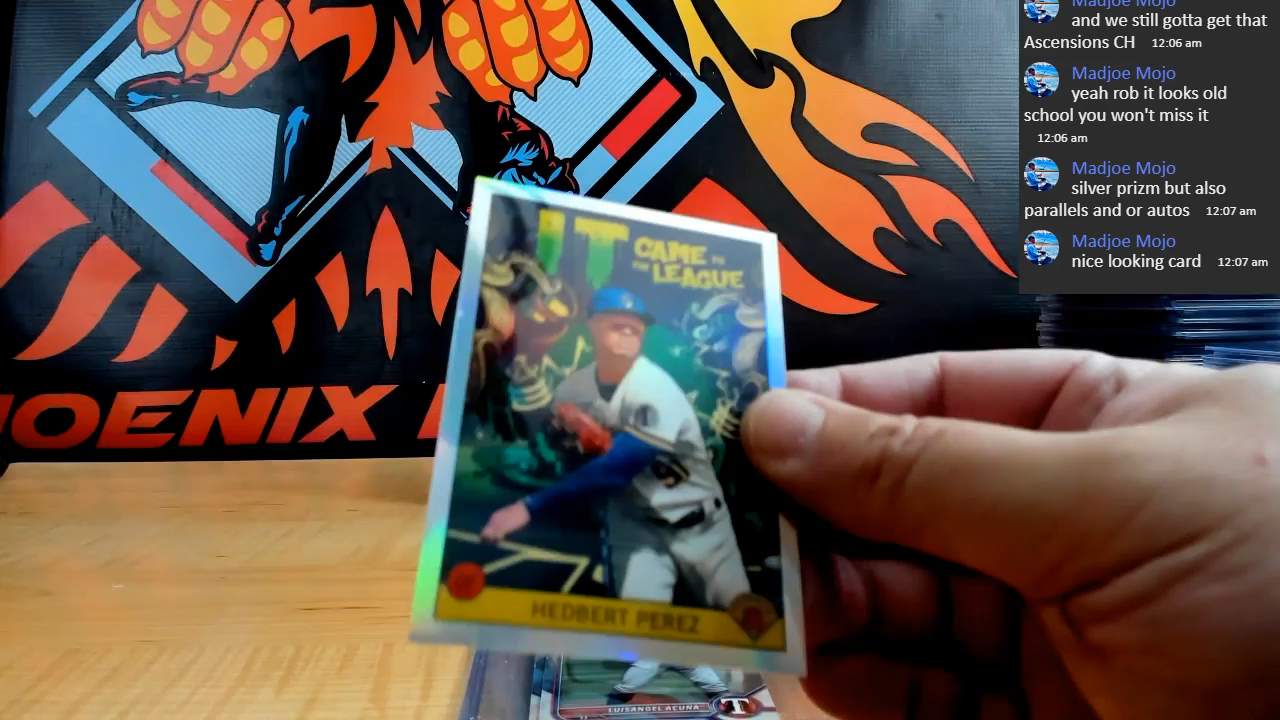 Madjoe Mojo
and we still gotta get that
Ascensions CH 12:06 am
Madjoe Mojo
yeah rob it looks old
school you won't miss it
12:06 am
Madjoe Mojo
silver prizm but also
parallels and or autos 12:07 am
Madjoe Mojo
nice looking card 12:07 am
IT CAME TO
THE LEAGUE
91
OENIX
HEDBERT PEREZ
LUISANGEL ACUÑA
T